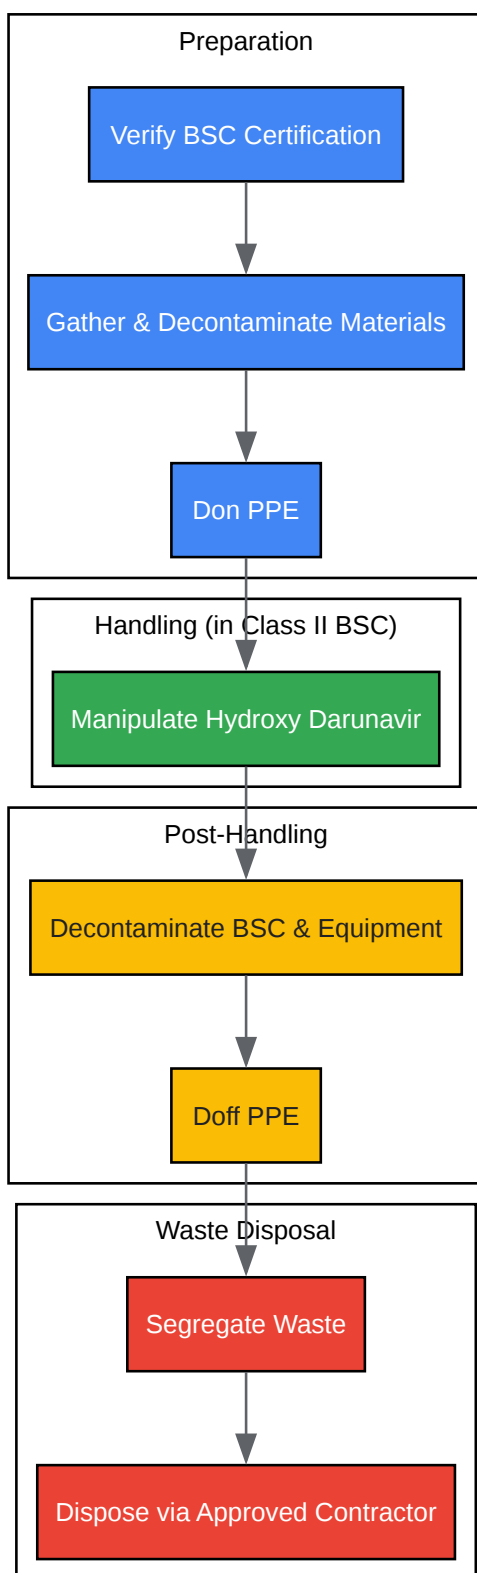 Preparation
Verify BSC Certification
Gather & Decontaminate Materials
Don PPE
Handling (in Class II BSC)
Manipulate Hydroxy Darunavir
Post-Handling
Decontaminate BSC & Equipment
Doff PPE
Waste Disposal
Segregate Waste
Dispose via Approved Contractor